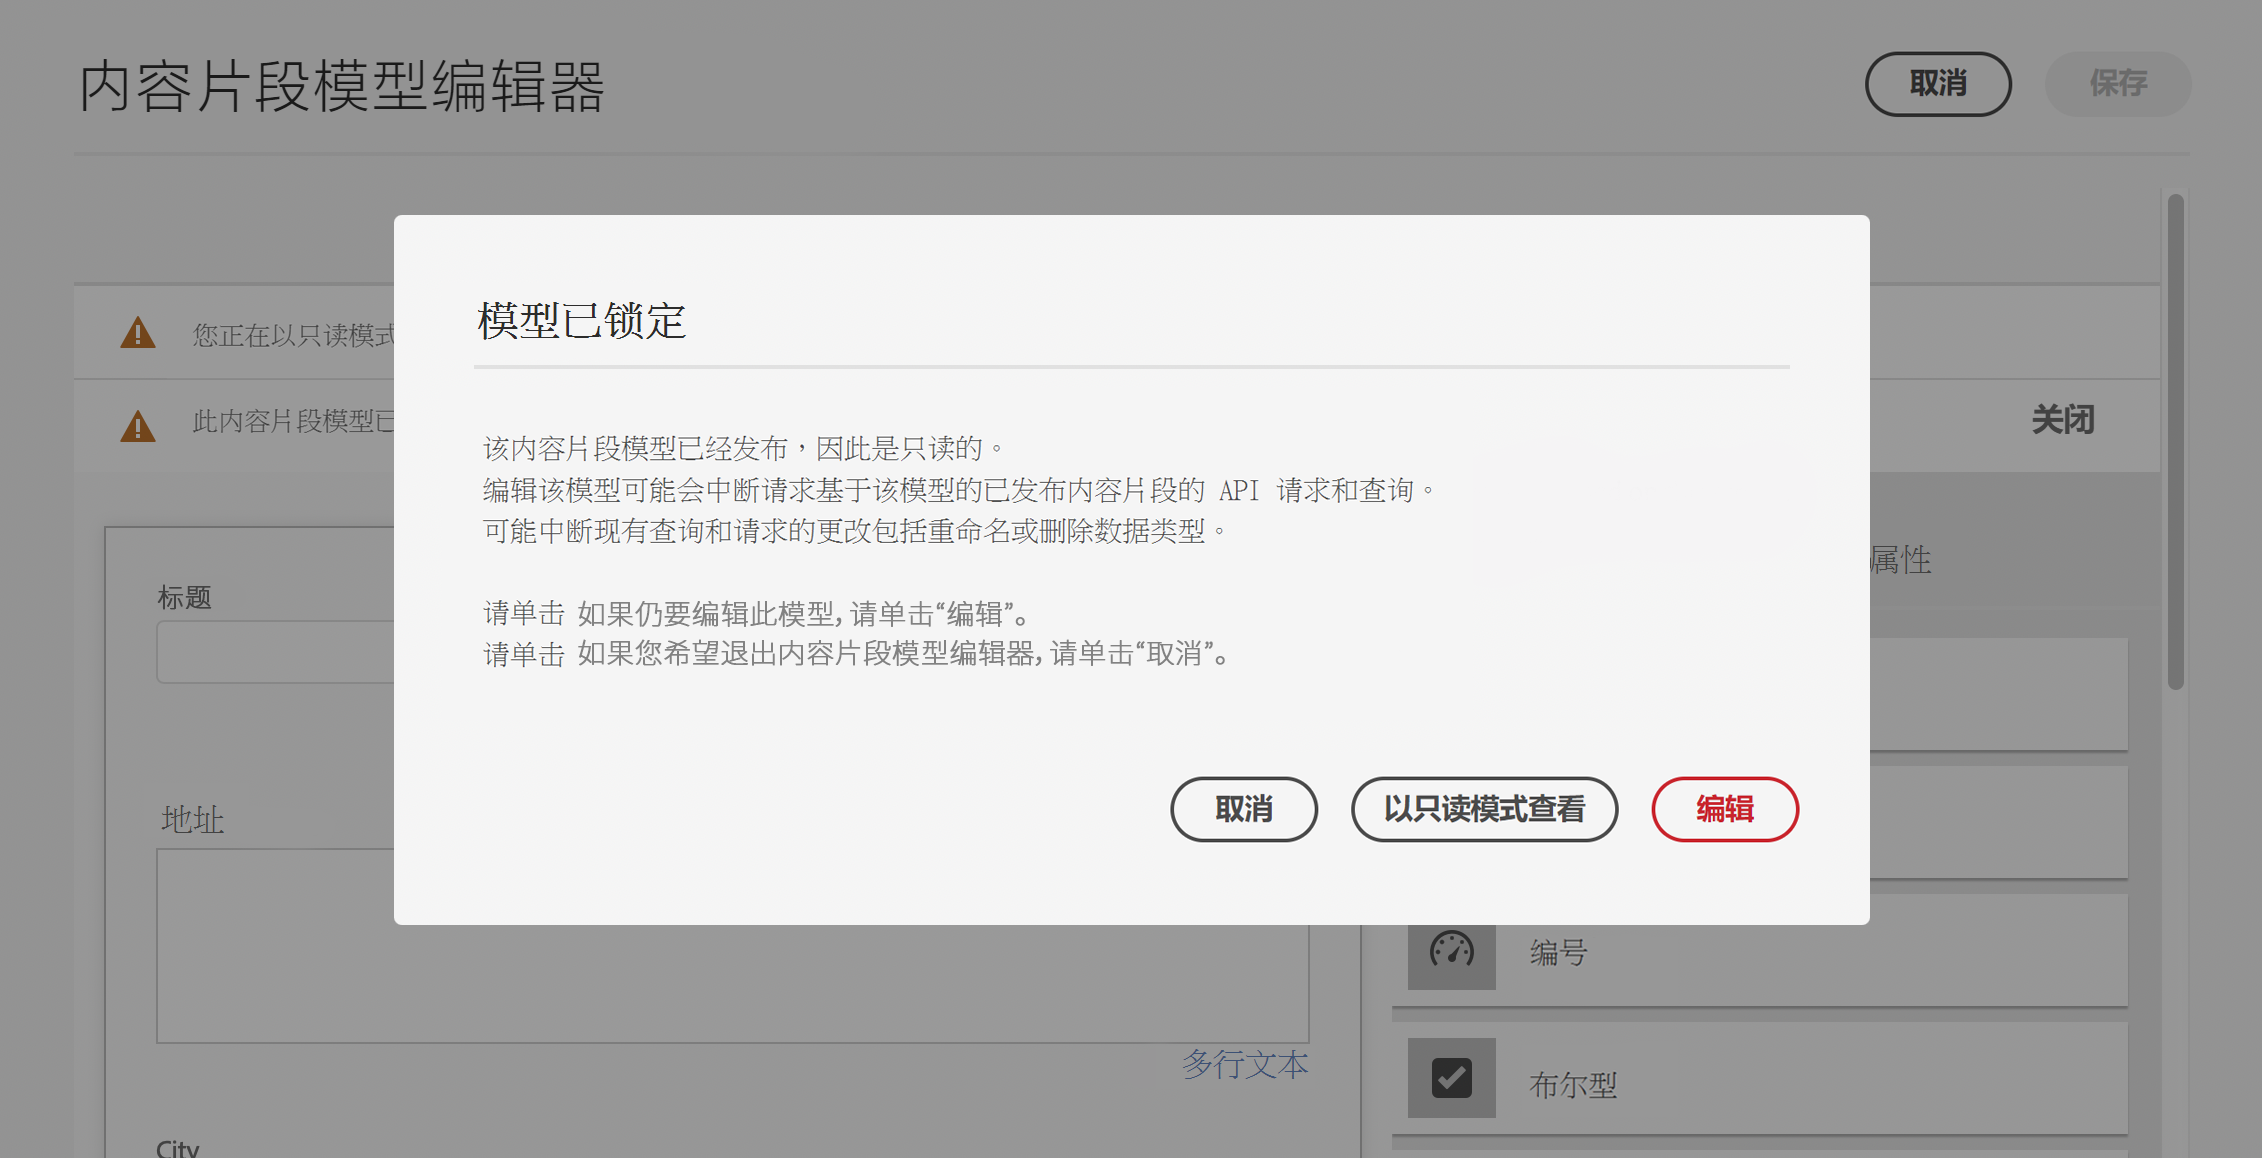 内容片段模型编辑器
取消
保存
您正在以只读模式
此内容片段模型已
关闭
模型已锁定
该内容片段模型已经发布，因此是只读的。
编辑该模型可能会中断请求基于该模型的已发布内容片段的 API 请求和查询。
可能中断现有查询和请求的更改包括重命名或删除数据类型。
请单击 如果仍要编辑此模型，请单击“编辑”。
请单击 如果您希望退出内容片段模型编辑器，请单击“取消”。
取消
以只读模式查看
编辑
属性
标题
地址
多行文本
City
编号
布尔型